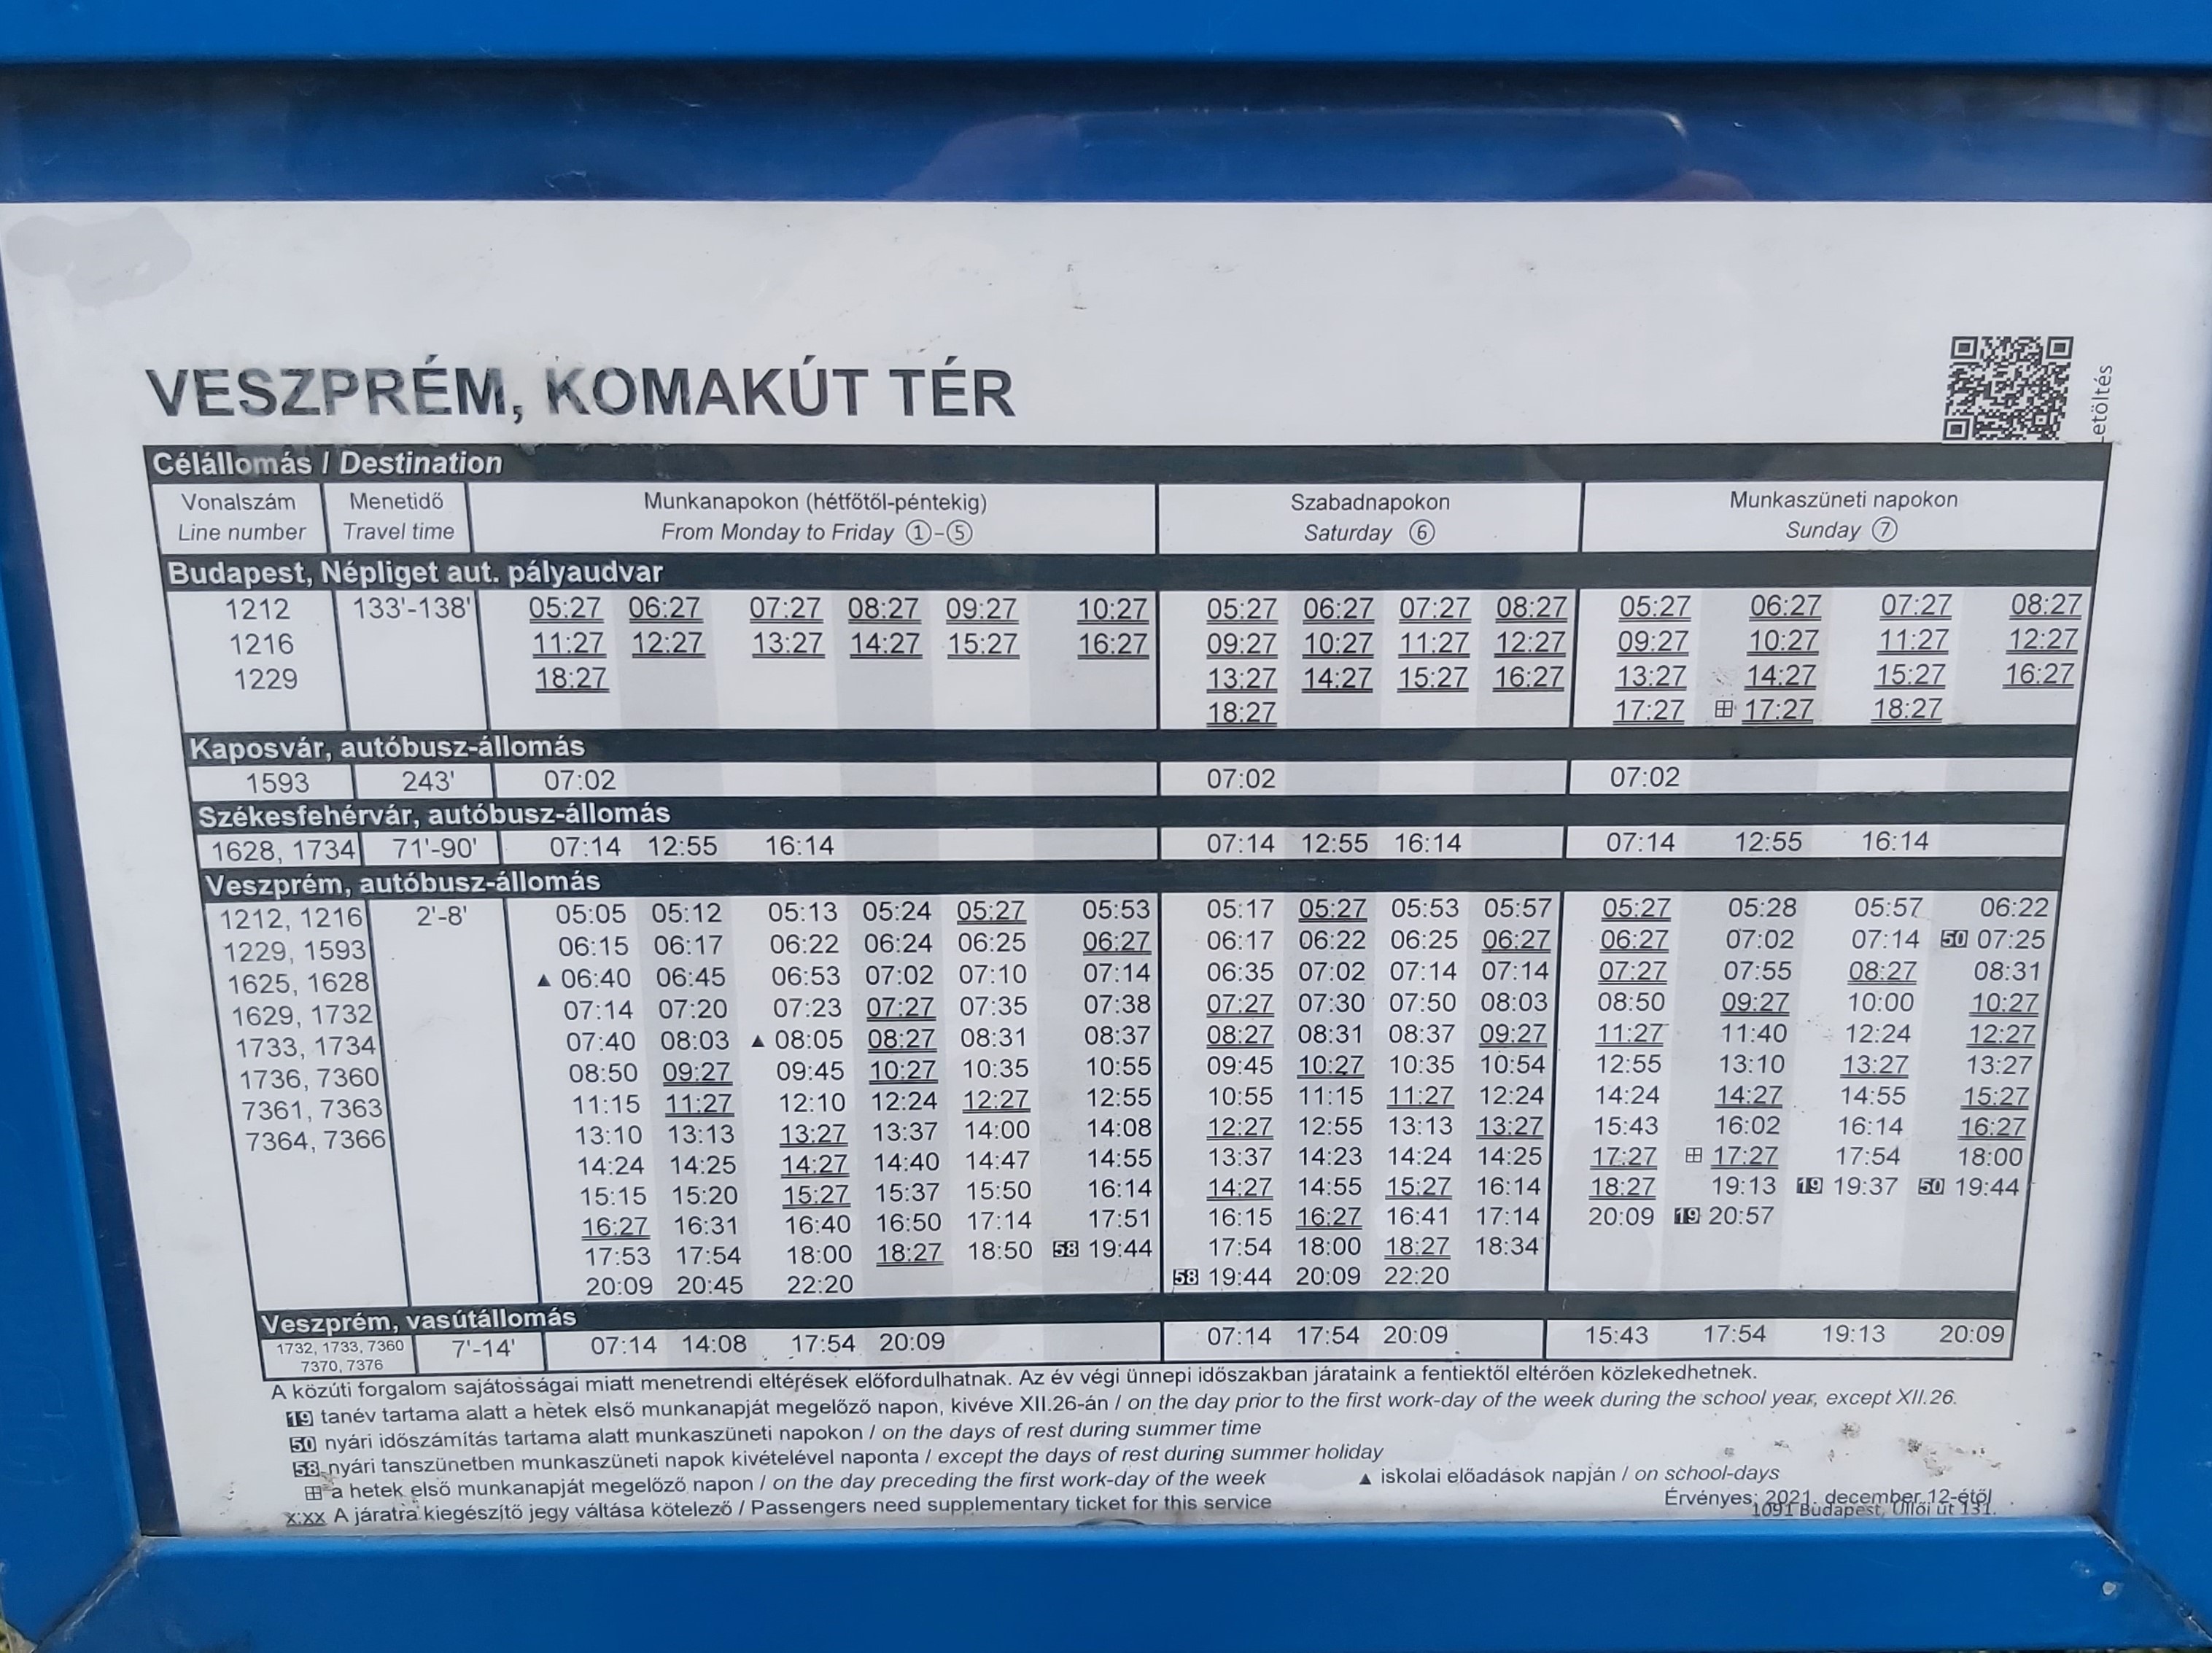 VESZPRÉM, KOMAKÚT TÉR
etöltés
Célállomás / Destination
Vonalszám Menetidő Munkanapokon (hétfőtől-péntekig) Szabadnapokon Munkaszüneti napokon
Line number Travel time From Monday to Friday ①-⑤ Saturday ⑥ Sunday ⑦
Budapest, Népliget aut. pályaudvar
1212 133'-138' 05:27 06:27 07:27 08:27 09:27 10:27 05:27 06:27 07:27 08:27 05:27 06:27 07:27 08:27
1216 11:27 12:27 13:27 14:27 15:27 16:27 09:27 10:27 11:27 12:27 09:27 10:27 11:27 12:27
1229 18:27 13:27 14:27 15:27 16:27 13:27 14:27 15:27 16:27
18:27 17:27 ⊞ 17:27 18:27
Kaposvár, autóbusz-állomás
1593 243' 07:02 07:02 07:02
Székesfehérvár, autóbusz-állomás
1628, 1734 71'-90' 07:14 12:55 16:14 07:14 12:55 16:14 07:14 12:55 16:14
Veszprém, autóbusz-állomás
1212, 1216 2'-8' 05:05 05:12 05:13 05:24 05:27 05:53 05:17 05:27 05:53 05:57 05:27 05:28 05:57 06:22
1229, 1593 06:15 06:17 06:22 06:24 06:25 06:27 06:17 06:22 06:25 06:27 06:27 07:02 07:14 50 07:25
1625, 1628 ▲ 06:40 06:45 06:53 07:02 07:10 07:14 06:35 07:02 07:14 07:14 07:27 07:55 08:27 08:31
1629, 1732 07:14 07:20 07:23 07:27 07:35 07:38 07:27 07:30 07:50 08:03 08:50 09:27 10:00 10:27
1733, 1734 07:40 08:03 ▲ 08:05 08:27 08:31 08:37 08:27 08:31 08:37 09:27 11:27 11:40 12:24 12:27
1736, 7360 08:50 09:27 09:45 10:27 10:35 10:55 09:45 10:27 10:35 10:54 12:55 13:10 13:27 13:27
7361, 7363 11:15 11:27 12:10 12:24 12:27 12:55 10:55 11:15 11:27 12:24 14:24 14:27 14:55 15:27
7364, 7366 13:10 13:13 13:27 13:37 14:00 14:08 12:27 12:55 13:13 13:27 15:43 16:02 16:14 16:27
14:24 14:25 14:27 14:40 14:47 14:55 13:37 14:23 14:24 14:25 17:27 ⊞ 17:27 17:54 18:00
15:15 15:20 15:27 15:37 15:50 16:14 14:27 14:55 15:27 16:14 18:27 19:13 19 19:37 50 19:44
16:27 16:31 16:40 16:50 17:14 17:51 16:15 16:27 16:41 17:14 20:09 19 20:57
17:53 17:54 18:00 18:27 18:50 58 19:44 17:54 18:00 18:27 18:34
20:09 20:45 22:20 58 19:44 20:09 22:20
Veszprém, vasútállomás
1732, 1733, 7360 7'-14' 07:14 14:08 17:54 20:09 07:14 17:54 20:09 15:43 17:54 19:13 20:09
7370, 7376
A közúti forgalom sajátosságai miatt menetrendi eltérések előfordulhatnak. Az év végi ünnepi időszakban járataink a fentiektől eltérően közlekedhetnek.
19 tanév tartama alatt a hetek első munkanapját megelőző napon, kivéve XII.26-án / on the day prior to the first work-day of the week during the school year, except XII.26.
50 nyári időszámítás tartama alatt munkaszüneti napokon / on the days of rest during summer time
58 nyári tanszünetben munkaszüneti napok kivételével naponta / except the days of rest during summer holiday
⊞ a hetek első munkanapját megelőző napon / on the day preceding the first work-day of the week ▲ iskolai előadások napján / on school-days
x:xx A járatra kiegészítő jegy váltása kötelező / Passengers need supplementary ticket for this service
Érvényes: 2021. december 12-étől
1091 Budapest, Üllői út 131.